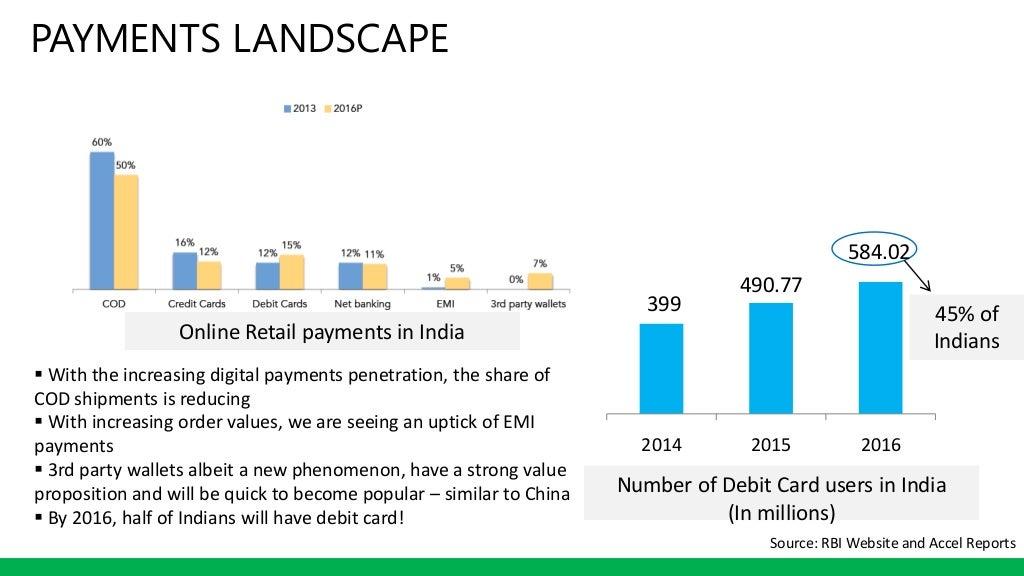 PAYMENTS LANDSCAPE
2013 2016P
60%
50%
16%
12%
12%
15%
12% 11%
1%
5%
0%
7%
COD Credit Cards Debit Cards Net banking EMI 3rd party wallets
Online Retail payments in India
▪ With the increasing digital payments penetration, the share of
COD shipments is reducing
▪ With increasing order values, we are seeing an uptick of EMI
payments
▪ 3rd party wallets albeit a new phenomenon, have a strong value
proposition and will be quick to become popular – similar to China
▪ By 2016, half of Indians will have debit card!
399
490.77
584.02
45% of
Indians
2014 2015 2016
Number of Debit Card users in India
(In millions)
Source: RBI Website and Accel Reports